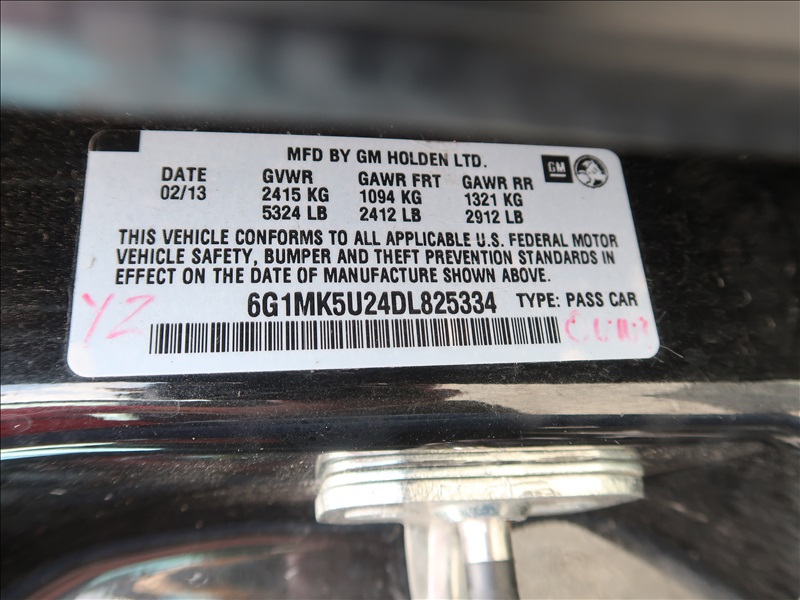 MFD BY GM HOLDEN LTD.
GM
DATE GVWR GAWR FRT GAWR RR
02/13 2415 KG 1094 KG 1321 KG
5324 LB 2412 LB 2912 LB
THIS VEHICLE CONFORMS TO ALL APPLICABLE U.S. FEDERAL MOTOR
VEHICLE SAFETY, BUMPER AND THEFT PREVENTION STANDARDS IN
EFFECT ON THE DATE OF MANUFACTURE SHOWN ABOVE.
6G1MK5U24DL825334 TYPE: PASS CAR
YZ